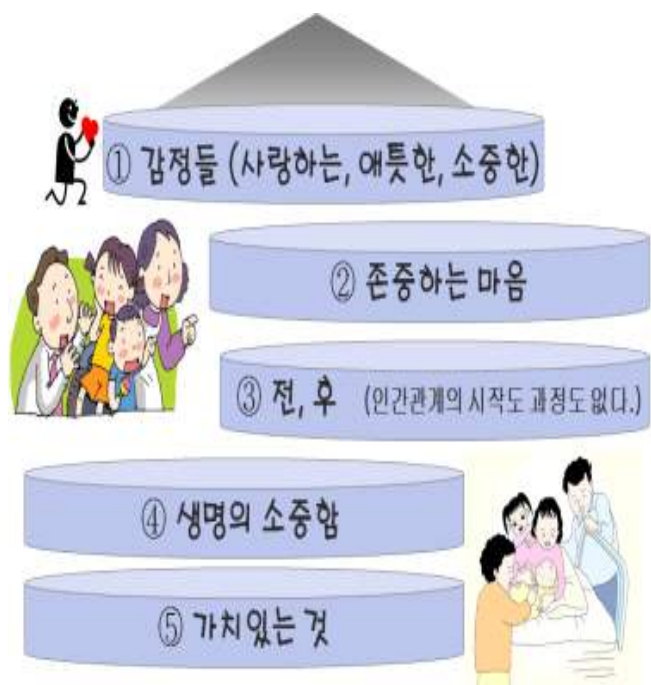 ① 감정들 (사랑하는, 애틋한, 소중한)
② 존중하는 마음
③ 전, 후 (인간관계의 시작도 과정도 없다.)
④ 생명의 소중함
⑤ 가치있는 것